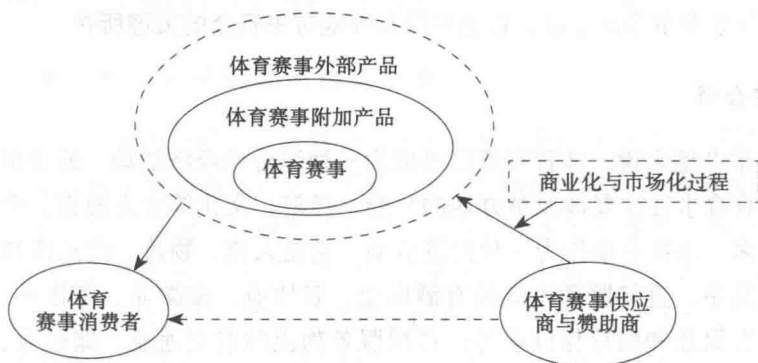 体育赛事外部产品
体育赛事附加产品
体育赛事
商业化与市场化过程
体育
赛事消费者
体育赛事供应
商与赞助商